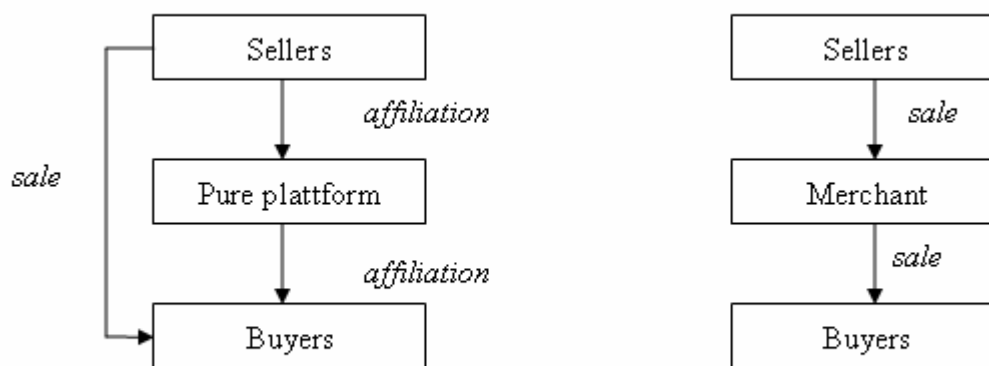 Sellers
affiliation
sale
Pure plattform
affiliation
Buyers
Sellers
sale
Merchant
sale
Buyers